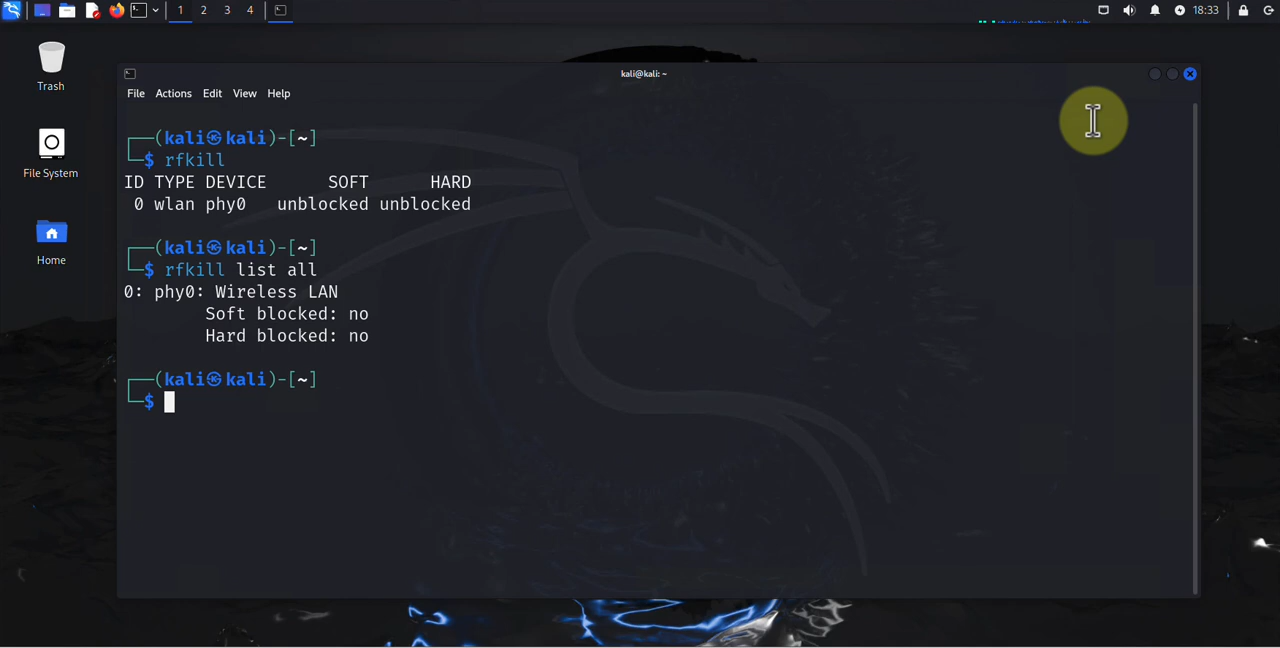 1 2 3 4 18:33
Trash
File System
Home
kali@kali: ~
File Actions Edit View Help
┌──(kali㉿kali)-[~]
└─$ rfkill
ID TYPE DEVICE      SOFT      HARD
 0 wlan phy0   unblocked unblocked
┌──(kali㉿kali)-[~]
└─$ rfkill list all
0: phy0: Wireless LAN
        Soft blocked: no
        Hard blocked: no
┌──(kali㉿kali)-[~]
└─$